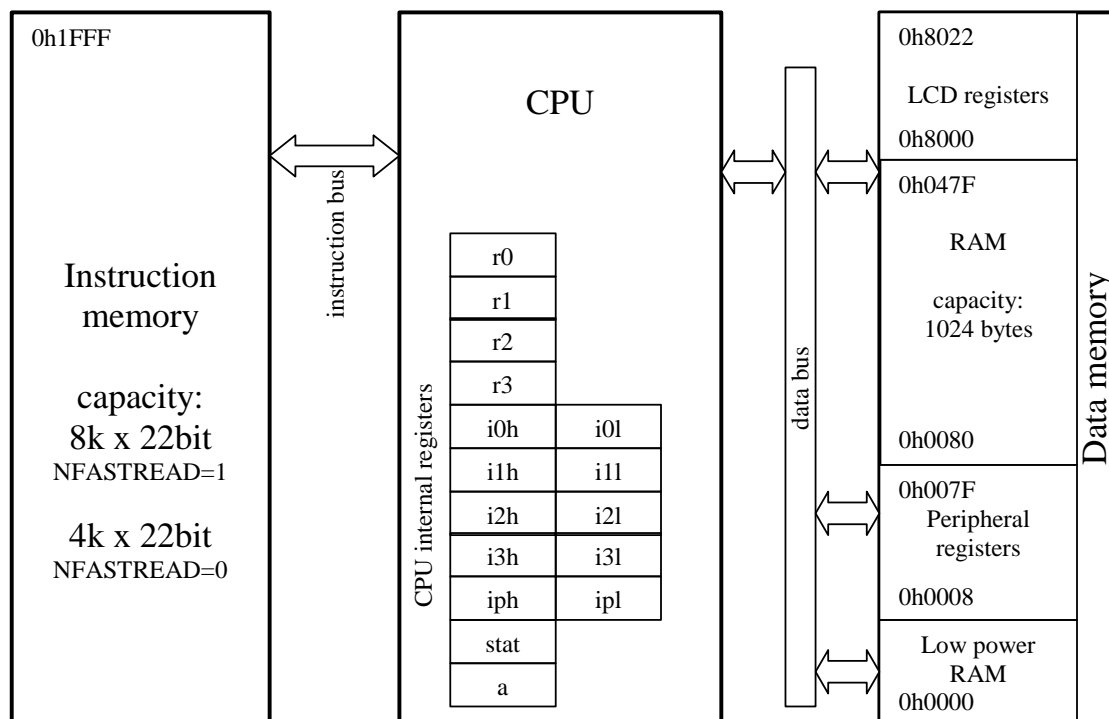 0h1FFF
Instruction
memory
capacity:
8k x 22bit
NFASTREAD=1
4k x 22bit
NFASTREAD=0
instruction bus
CPU
CPU internal registers
r0
r1
r2
r3
i0h i0l
i1h i1l
i2h i2l
i3h i3l
iph ipl
stat
a
data bus
0h8022
LCD registers
0h8000
0h047F
RAM
capacity:
1024 bytes
0h0080
0h007F
Peripheral
registers
0h0008
Low power
RAM
0h0000
Data memory